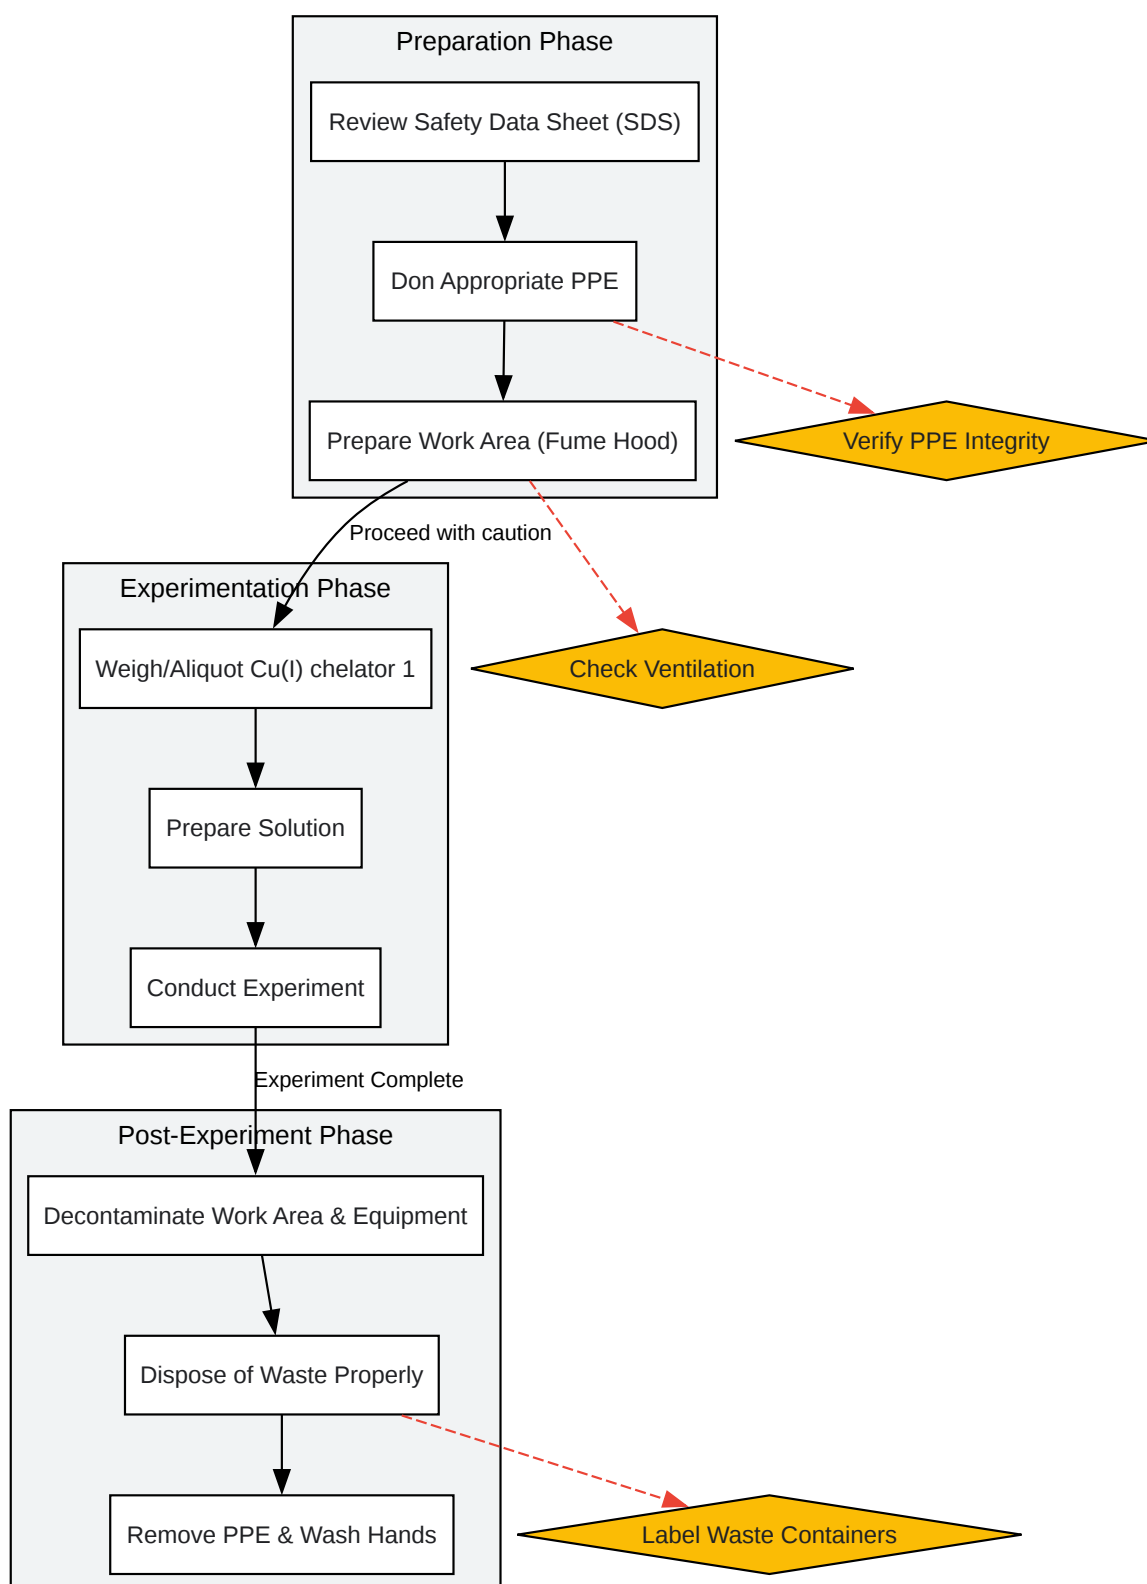 Preparation Phase
Review Safety Data Sheet (SDS)
Don Appropriate PPE
Prepare Work Area (Fume Hood)
Verify PPE Integrity
Proceed with caution
Experimentation Phase
Weigh/Aliquot Cu(I) chelator 1
Check Ventilation
Prepare Solution
Conduct Experiment
Experiment Complete
Post-Experiment Phase
Decontaminate Work Area & Equipment
Dispose of Waste Properly
Remove PPE & Wash Hands
Label Waste Containers